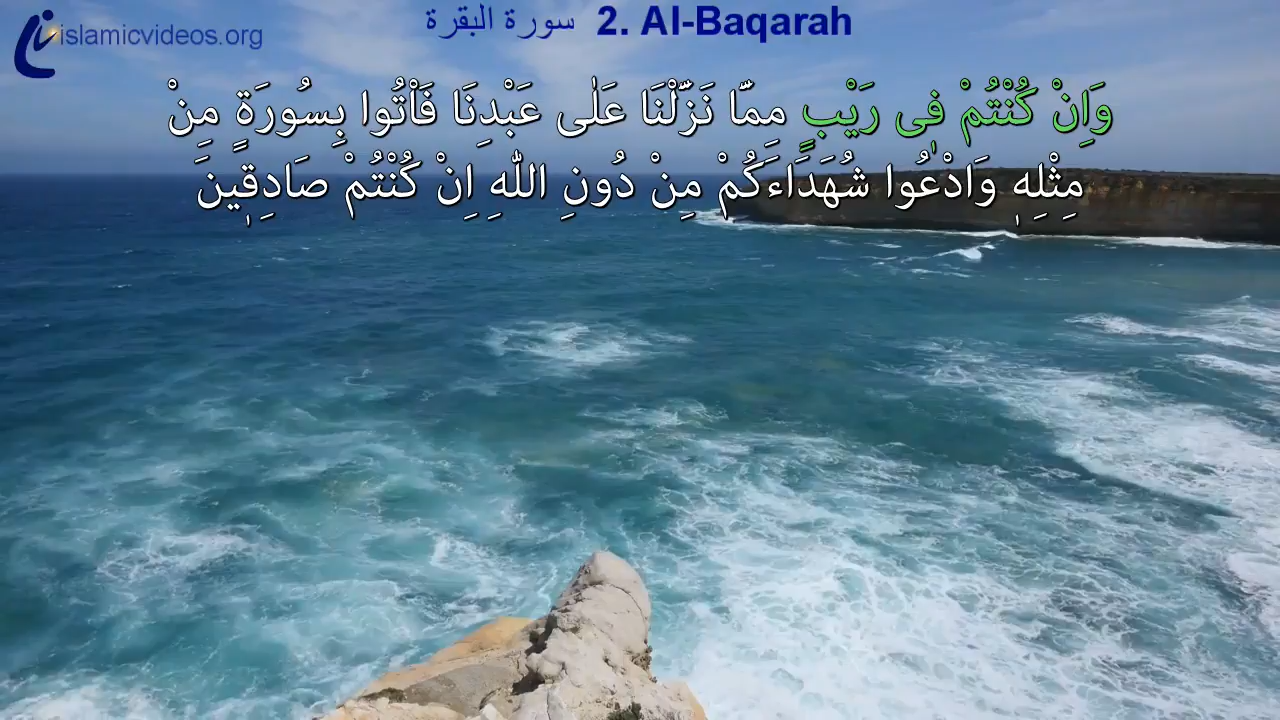 islamicvideos.org
سورة البقرة 2. Al-Baqarah
وَاِنْ كُنْتُمْ فٖى رَيْبٍ مِمَّا نَزَّلْنَا عَلٰى عَبْدِنَا فَاْتُوا بِسُورَةٍ مِنْ
مِثْلِهٖ وَادْعُوا شُهَدَاءَكُمْ مِنْ دُونِ اللّٰهِ اِنْ كُنْتُمْ صَادِقٖينَ